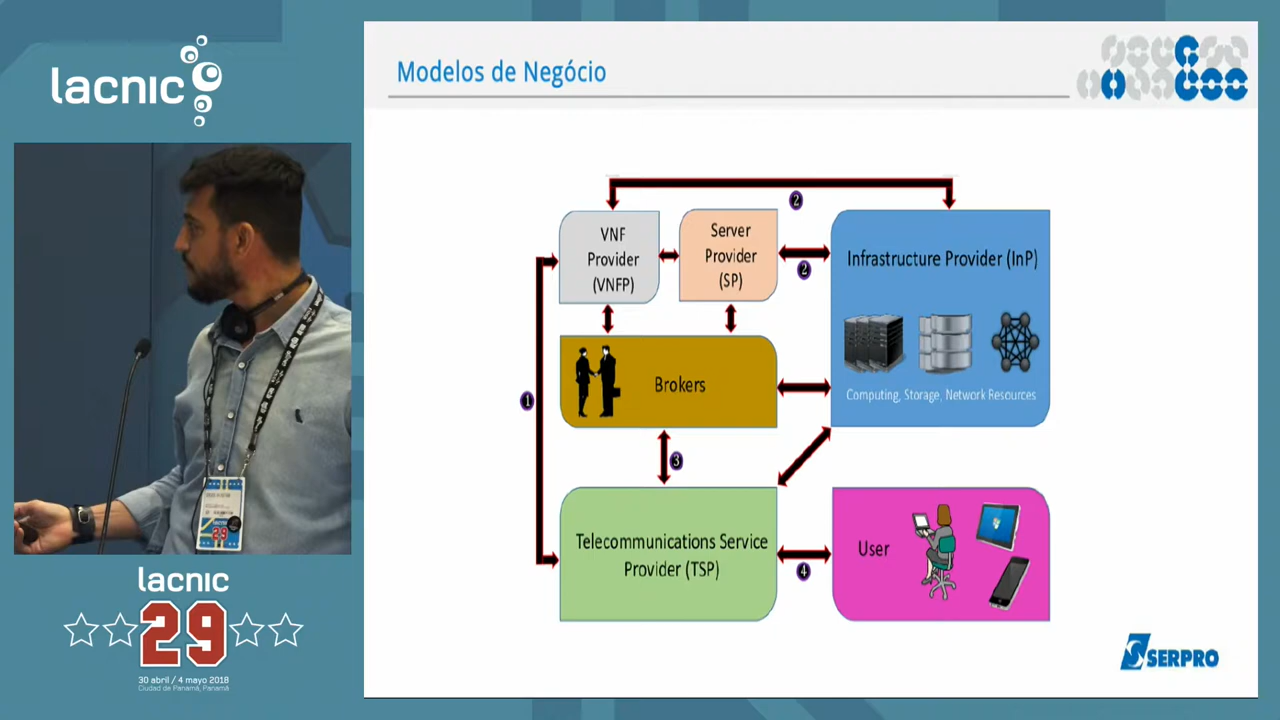 lacnic
Modelos de Negócio
VNF
Provider
(VNFP)
Server
Provider
(SP)
Infrastructure Provider (InP)
Computing, Storage, Network Resources
Brokers
Telecommunications Service
Provider (TSP)
User
1
2
2
3
4
SERPRO
29
lacnic
29
30 abril / 4 mayo 2018
Ciudad de Panamá, Panamá